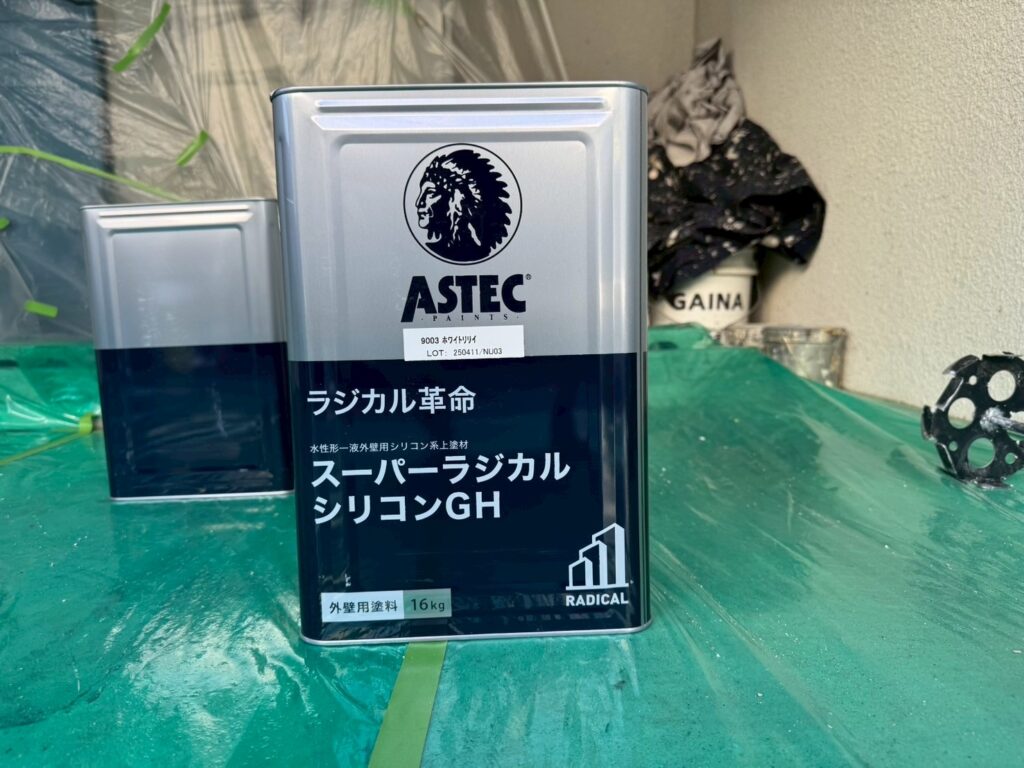 ASTEC®
· PAINTS ·
9003 ホワイトリリイ
LOT: 250411/NU03
ラジカル革命
水性形一液外壁用シリコン系上塗材
スーパーラジカル
シリコンGH
RADICAL
外壁用塗料 16kg
GAINA